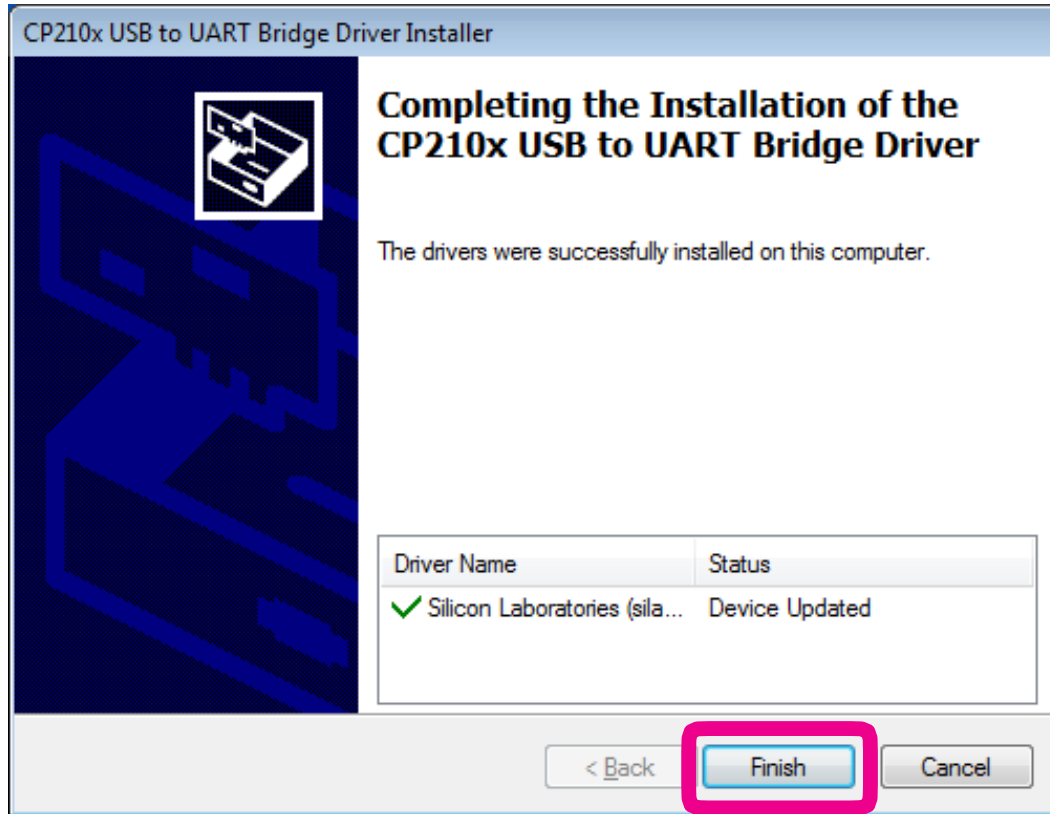 CP210x USB to UART Bridge Driver Installer
Completing the Installation of the
CP210x USB to UART Bridge Driver
The drivers were successfully installed on this computer.
Driver Name Status
Silicon Laboratories (sila... Device Updated
< Back Finish Cancel